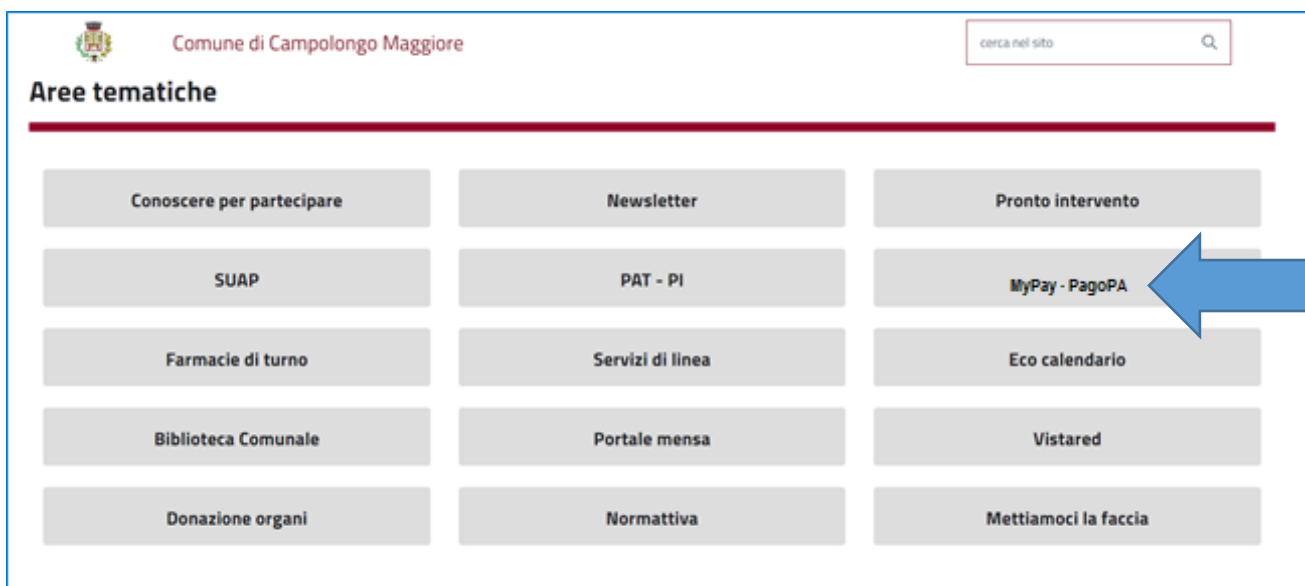 Comune di Campolongo Maggiore
cerca nel sito
Aree tematiche
Conoscere per partecipare
Newsletter
Pronto intervento
SUAP
PAT - PI
MyPay - PagoPA
Farmacie di turno
Servizi di linea
Eco calendario
Biblioteca Comunale
Portale mensa
Vistared
Donazione organi
Normattiva
Mettiamoci la faccia